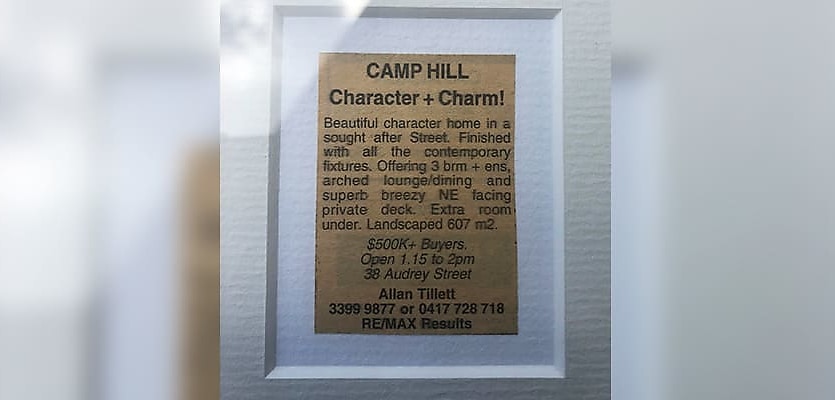 CAMP HILL
Character + Charm!
Beautiful character home in a
sought after Street. Finished
with all the contemporary
fixtures. Offering 3 brm + ens,
arched lounge/dining and
superb breezy NE facing
private deck. Extra room
under. Landscaped 607 m2.
$500K+ Buyers.
Open 1.15 to 2pm
38 Audrey Street
Allan Tillett
3399 9877 or 0417 728 718
RE/MAX Results